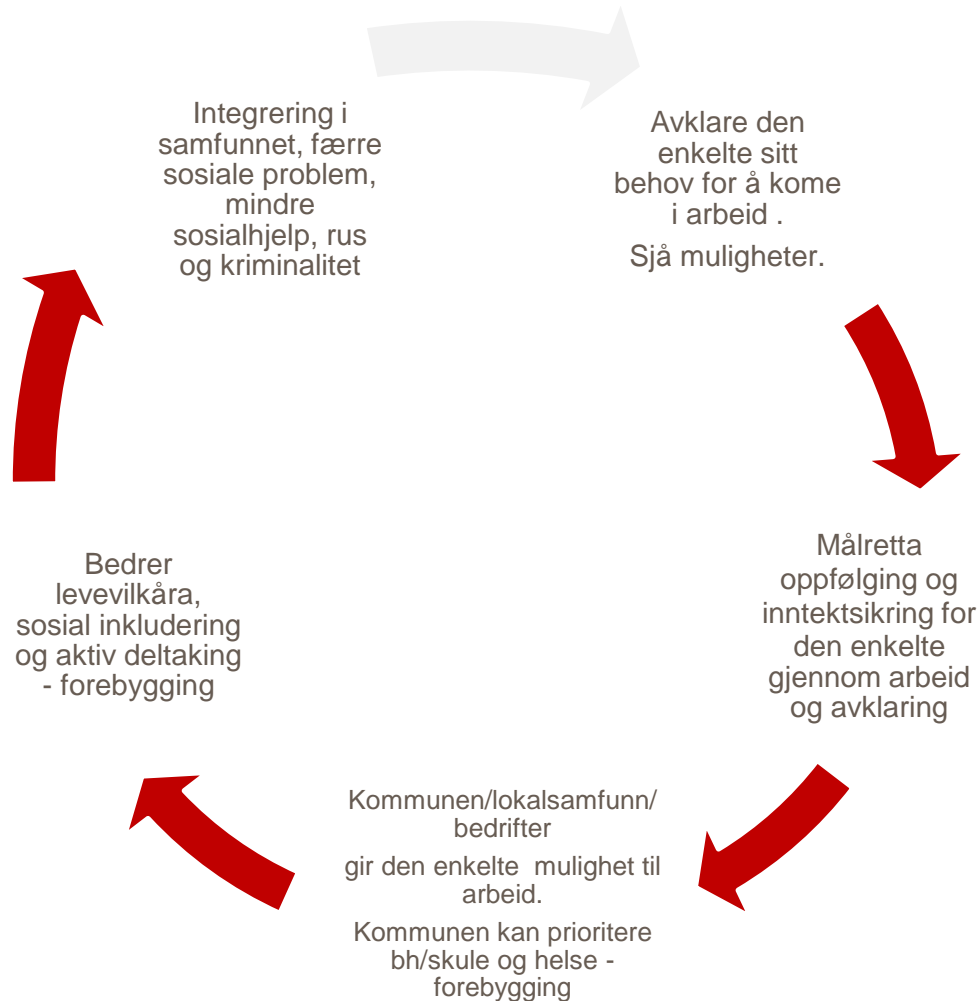 Integrering i
samfunnet, færre
sosiale problem,
mindre
sosialhjelp, rus
og kriminalitet
Avklare den
enkelte sitt
behov for å kome
i arbeid .
Sjå muligheter.
Målretta
oppfølging og
inntektsikring for
den enkelte
gjennom arbeid
og avklaring
Kommunen/lokalsamfunn/
bedrifter
gir den enkelte  mulighet til
arbeid.
Kommunen kan prioritere
bh/skule og helse -
forebygging
Bedrer
levevilkåra,
sosial inkludering
og aktiv deltaking
- forebygging